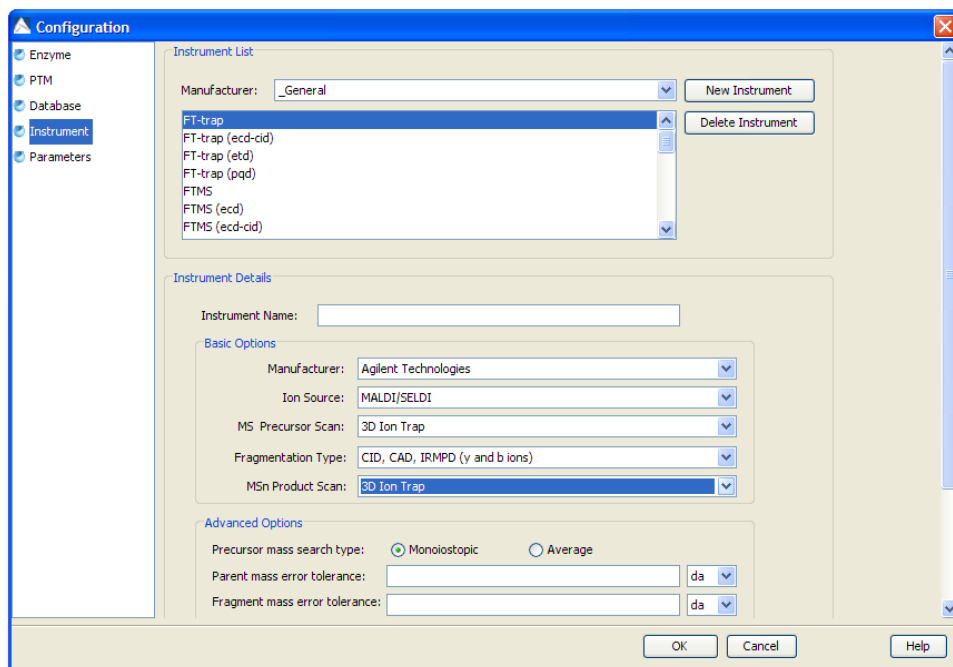 Configuration
Enzyme
PTM
Database
Instrument
Parameters
Instrument List
Manufacturer: _General New Instrument
FT-trap Delete Instrument
FT-trap (ecd-cid)
FT-trap (etd)
FT-trap (pqd)
FTMS
FTMS (ecd)
FTMS (ecd-cid)
Instrument Details
Instrument Name:
Basic Options
Manufacturer: Agilent Technologies
Ion Source: MALDI/SELDI
MS Precursor Scan: 3D Ion Trap
Fragmentation Type: CID, CAD, IRMPD (y and b ions)
MSn Product Scan: 3D Ion Trap
Advanced Options
Precursor mass search type: Monoiostopic Average
Parent mass error tolerance: da
Fragment mass error tolerance: da
OK Cancel Help